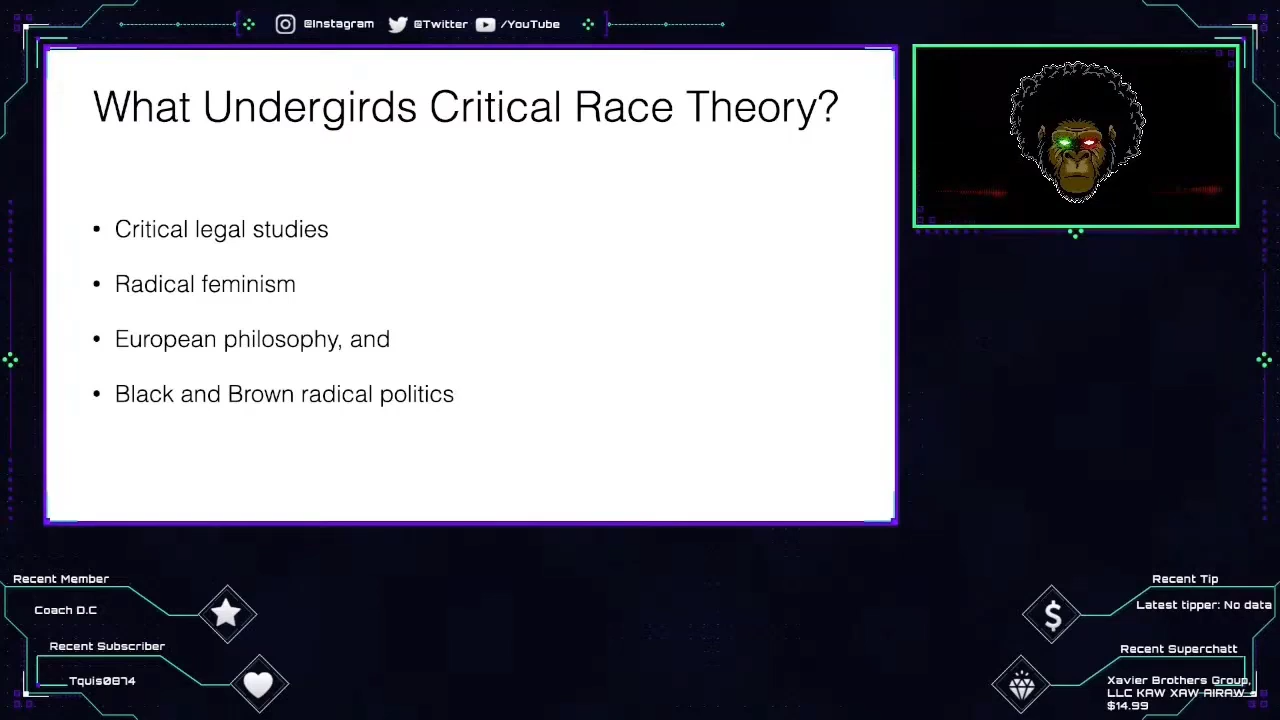 @Instagram @Twitter /YouTube
What Undergirds Critical Race Theory?
• Critical legal studies
• Radical feminism
• European philosophy, and
• Black and Brown radical politics
Recent Member
Coach D.C
Recent Subscriber
Tquis0874
Recent Tip
Latest tipper: No data
Recent Superchatt
Xavier Brothers Group,
LLC KAW XAW AIRAW -
$14.99